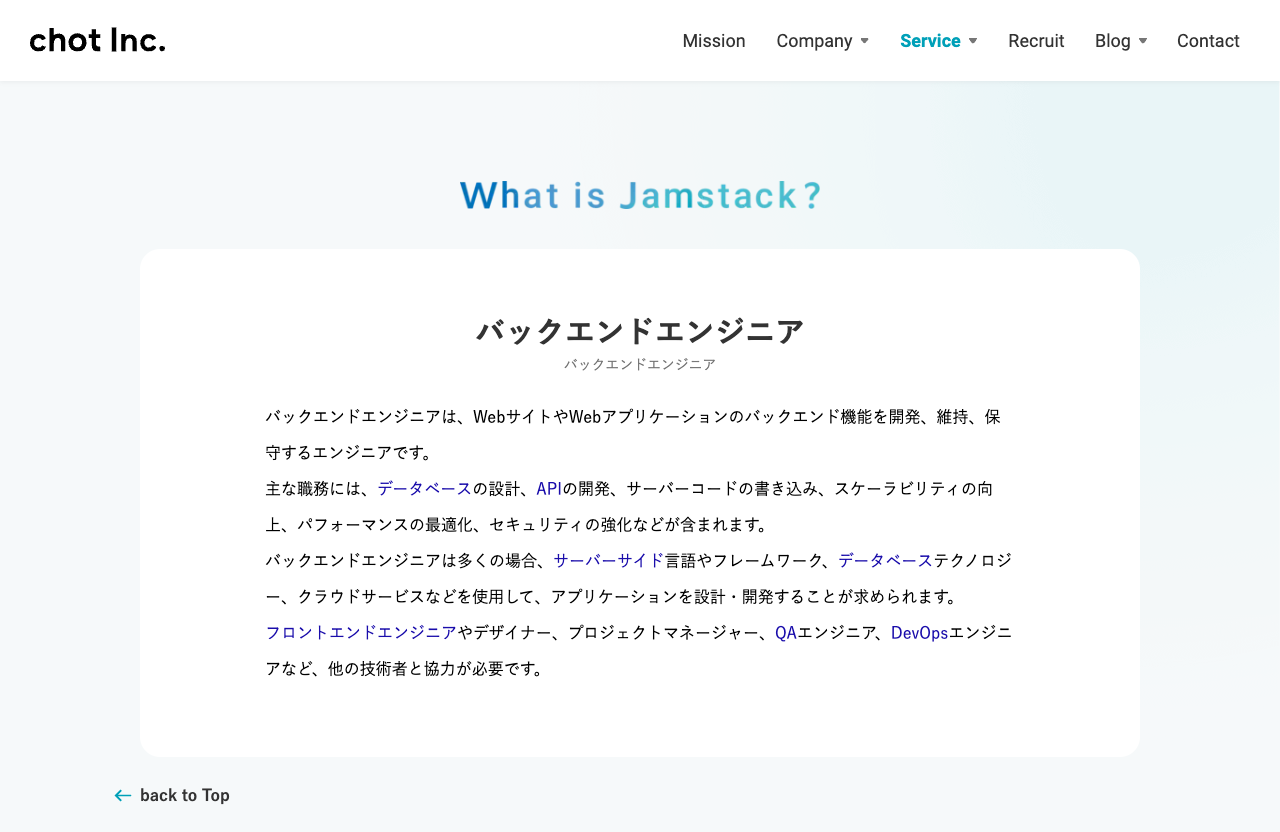 chot Inc.
Mission Company Service Recruit Blog Contact
What is Jamstack?
バックエンドエンジニア
バックエンドエンジニア
バックエンドエンジニアは、WebサイトやWebアプリケーションのバックエンド機能を開発、維持、保
守するエンジニアです。
主な職務には、データベースの設計、APIの開発、サーバーコードの書き込み、スケーラビリティの向
上、パフォーマンスの最適化、セキュリティの強化などが含まれます。
バックエンドエンジニアは多くの場合、サーバーサイド言語やフレームワーク、データベーステクノロジ
ー、クラウドサービスなどを使用して、アプリケーションを設計・開発することが求められます。
フロントエンドエンジニアやデザイナー、プロジェクトマネージャー、QAエンジニア、DevOpsエンジニ
アなど、他の技術者と協力が必要です。
back to Top